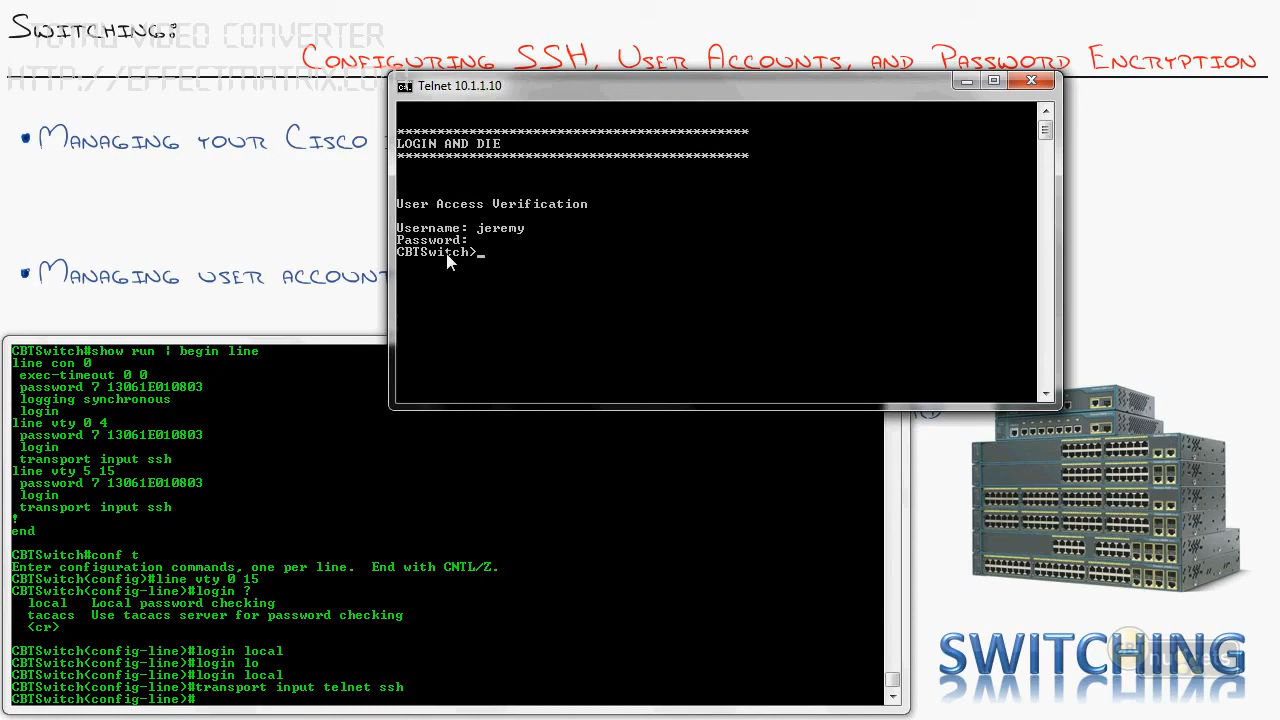 SWITCHING:
TOTAL VIDEO CONVERTER
CONFIGURING SSH, USER ACCOUNTS, AND PASSWORD ENCRYPTION
HTTP://EFFECTMATRIX.CO
• MANAGING YOUR CISCO
• MANAGING USER ACCOUNT
Telnet 10.1.1.10
*******************************************
LOGIN AND DIE
*******************************************
User Access Verification
Username: jeremy
Password:
CBTSwitch>_
CBTSwitch#show run | begin line
line con 0
exec-timeout 0 0
password 7 13061E010803
logging synchronous
login
line vty 0 4
password 7 13061E010803
login
transport input ssh
line vty 5 15
password 7 13061E010803
login
transport input ssh
!
end
CBTSwitch#conf t
Enter configuration commands, one per line.  End with CNTL/Z.
CBTSwitch(config)#line vty 0 15
CBTSwitch(config-line)#login ?
local   Local password checking
tacacs  Use tacacs server for password checking
<cr>
CBTSwitch(config-line)#login local
CBTSwitch(config-line)#login lo
CBTSwitch(config-line)#login local
CBTSwitch(config-line)#transport input telnet ssh
CBTSwitch(config-line)#
SWITCHING